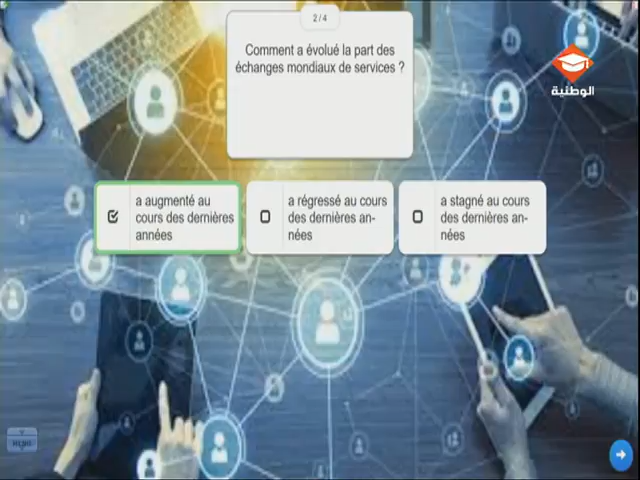 2 / 4
Comment a évolué la part des
échanges mondiaux de services ?
الوطنية
a augmenté au
cours des dernières
années
a régressé au cours
des dernières an-
nées
a stagné au cours
des dernières an-
nées
MENU